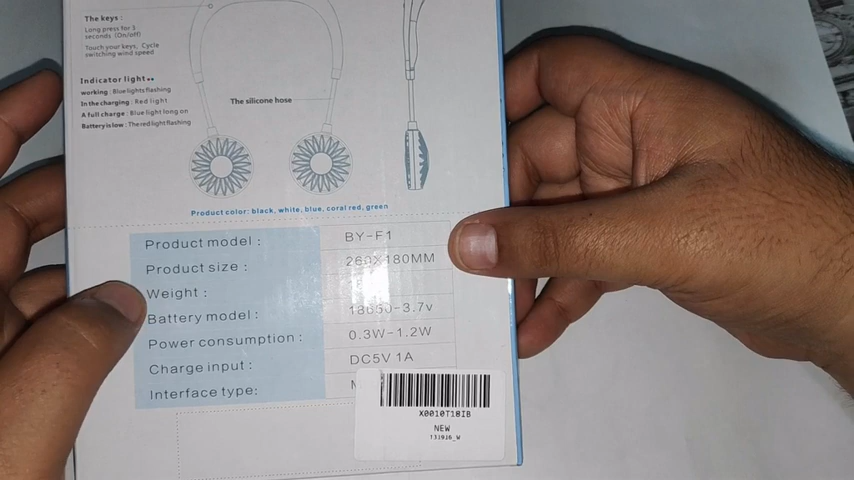 The keys :
Long press for 3
seconds (On/off)
Touch your keys, Cycle
switching wind speed
Indicator light
working : Blue lights flashing
In the charging : Red light
A full charge : Blue light long on
Battery is low : The red light flashing
The silicone hose
Product color: black, white, blue, coral red, green
Product model : BY-F1
Product size : 260X180MM
Weight :
Battery model : 18650-3.7v
Power consumption : 0.3W-1.2W
Charge input : DC5V 1A
Interface type:
X0010T18IB
NEW